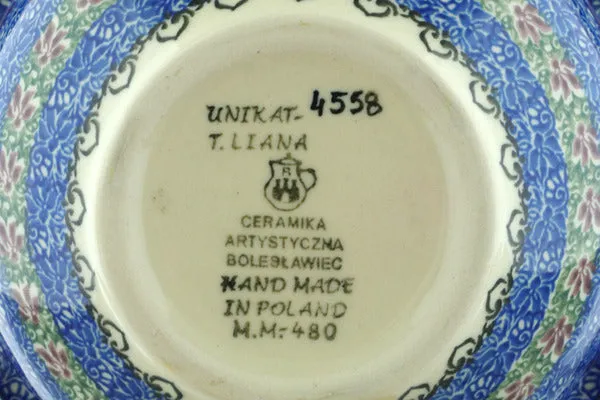 UNIKAT- 4558
T. LIANA
CERAMIKA
ARTYSTYCZNA
BOLESŁAWIEC
HAND MADE
IN POLAND
M.M.- 480